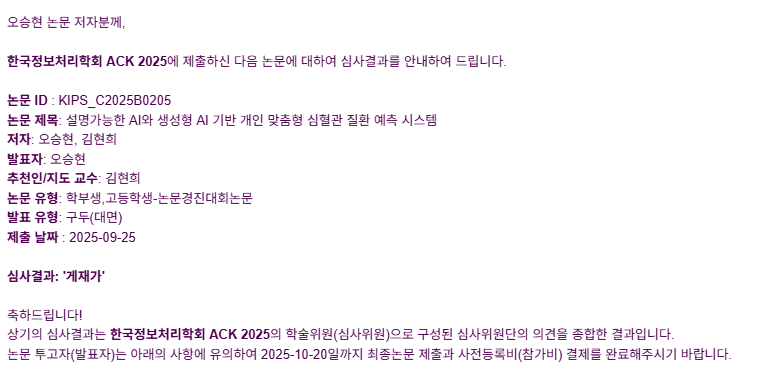 오승현 논문 저자분께,
한국정보처리학회 ACK 2025에 제출하신 다음 논문에 대하여 심사결과를 안내하여 드립니다.
논문 ID : KIPS_C2025B0205
논문 제목: 설명가능한 AI와 생성형 AI 기반 개인 맞춤형 심혈관 질환 예측 시스템
저자: 오승현, 김현희
발표자: 오승현
추천인/지도 교수: 김현희
논문 유형: 학부생,고등학생-논문경진대회논문
발표 유형: 구두(대면)
제출 날짜 : 2025-09-25
심사결과: '게재가'
축하드립니다!
상기의 심사결과는 한국정보처리학회 ACK 2025의 학술위원(심사위원)으로 구성된 심사위원단의 의견을 종합한 결과입니다.
논문 투고자(발표자)는 아래의 사항에 유의하여 2025-10-20일까지 최종논문 제출과 사전등록비(참가비) 결제를 완료해주시기 바랍니다.